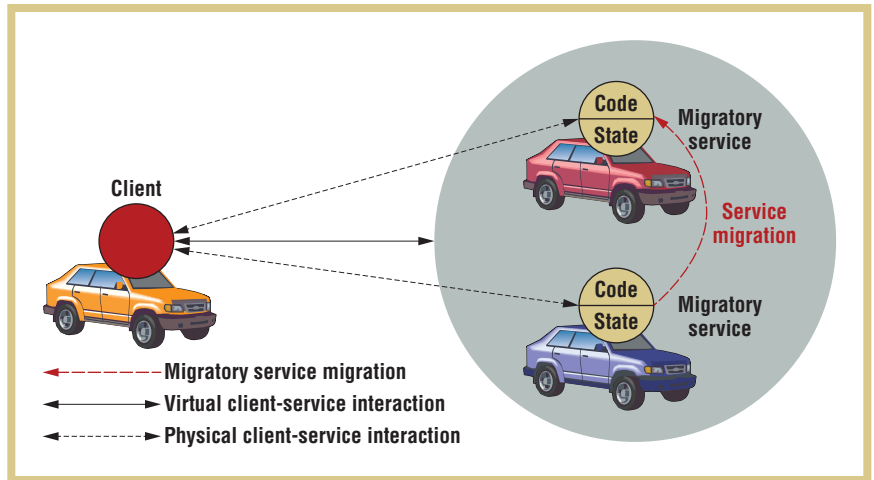 Code
State
Migratory
service
Client
Service
migration
Code
State
Migratory
service
Migratory service migration
Virtual client-service interaction
Physical client-service interaction